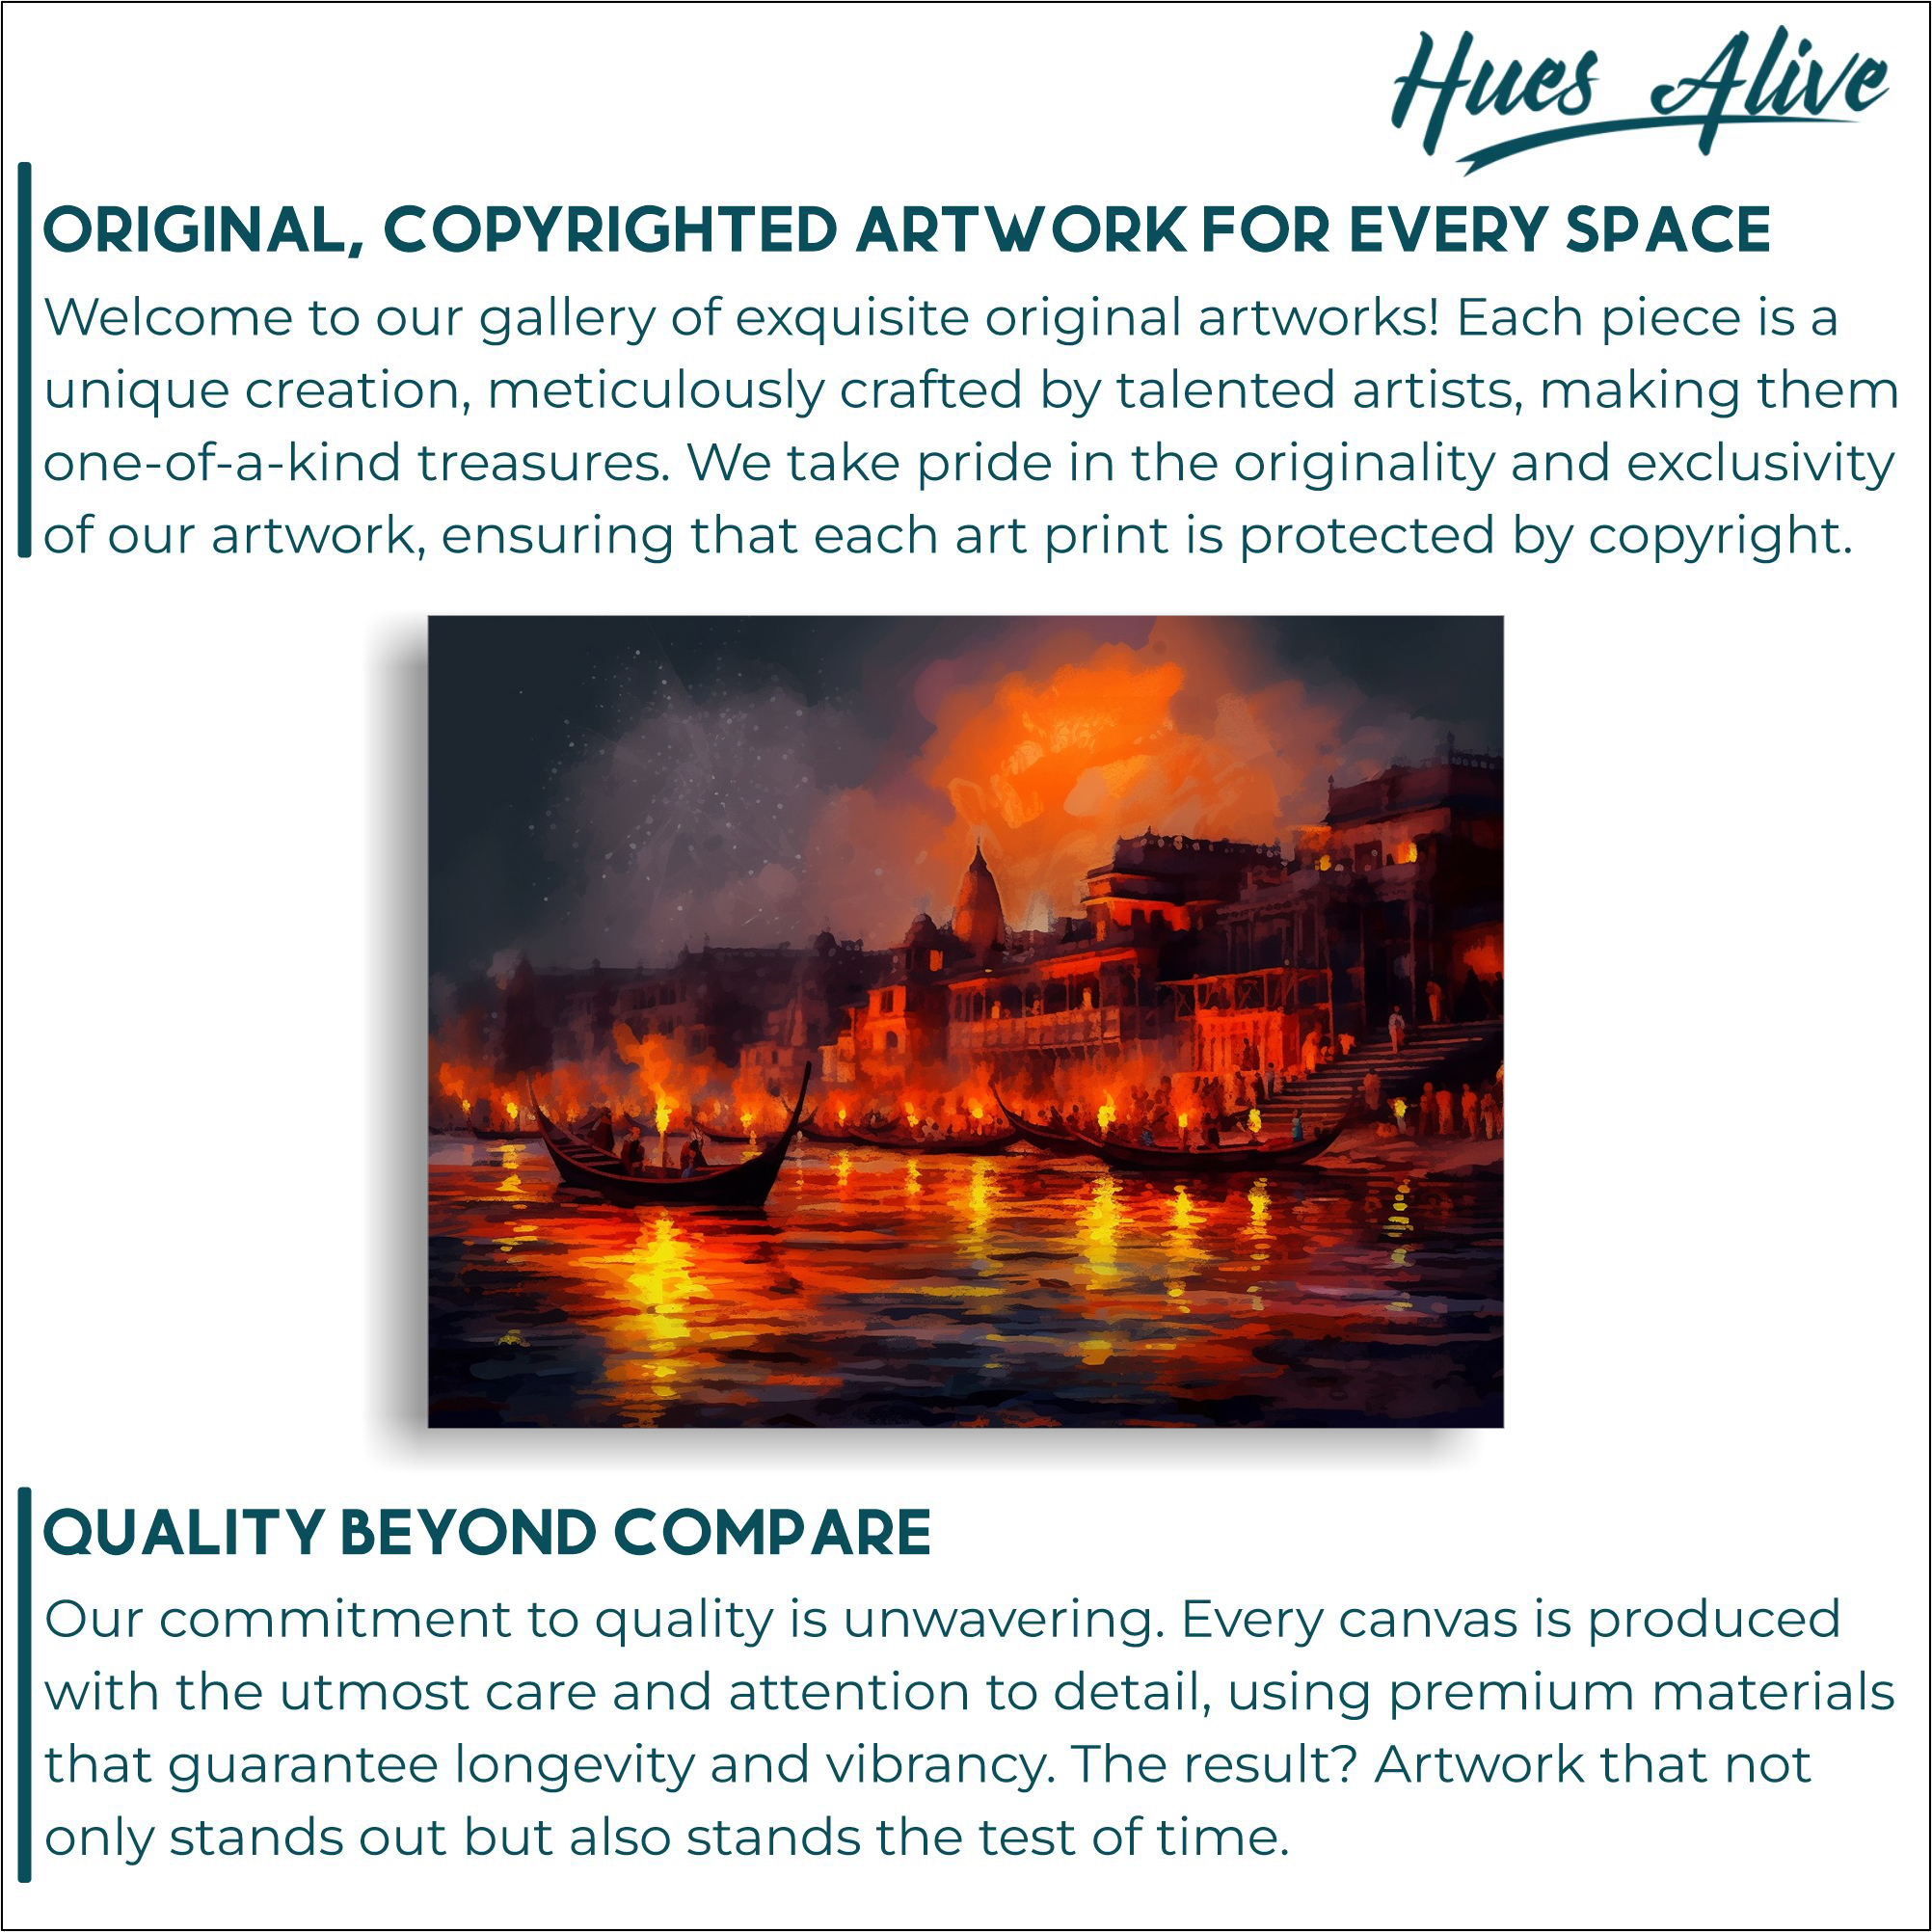 Hues Alive
ORIGINAL, COPYRIGHTED ARTWORK FOR EVERY SPACE
Welcome to our gallery of exquisite original artworks! Each piece is a
unique creation, meticulously crafted by talented artists, making them
one-of-a-kind treasures. We take pride in the originality and exclusivity
of our artwork, ensuring that each art print is protected by copyright.
QUALITY BEYOND COMPARE
Our commitment to quality is unwavering. Every canvas is produced
with the utmost care and attention to detail, using premium materials
that guarantee longevity and vibrancy. The result? Artwork that not
only stands out but also stands the test of time.